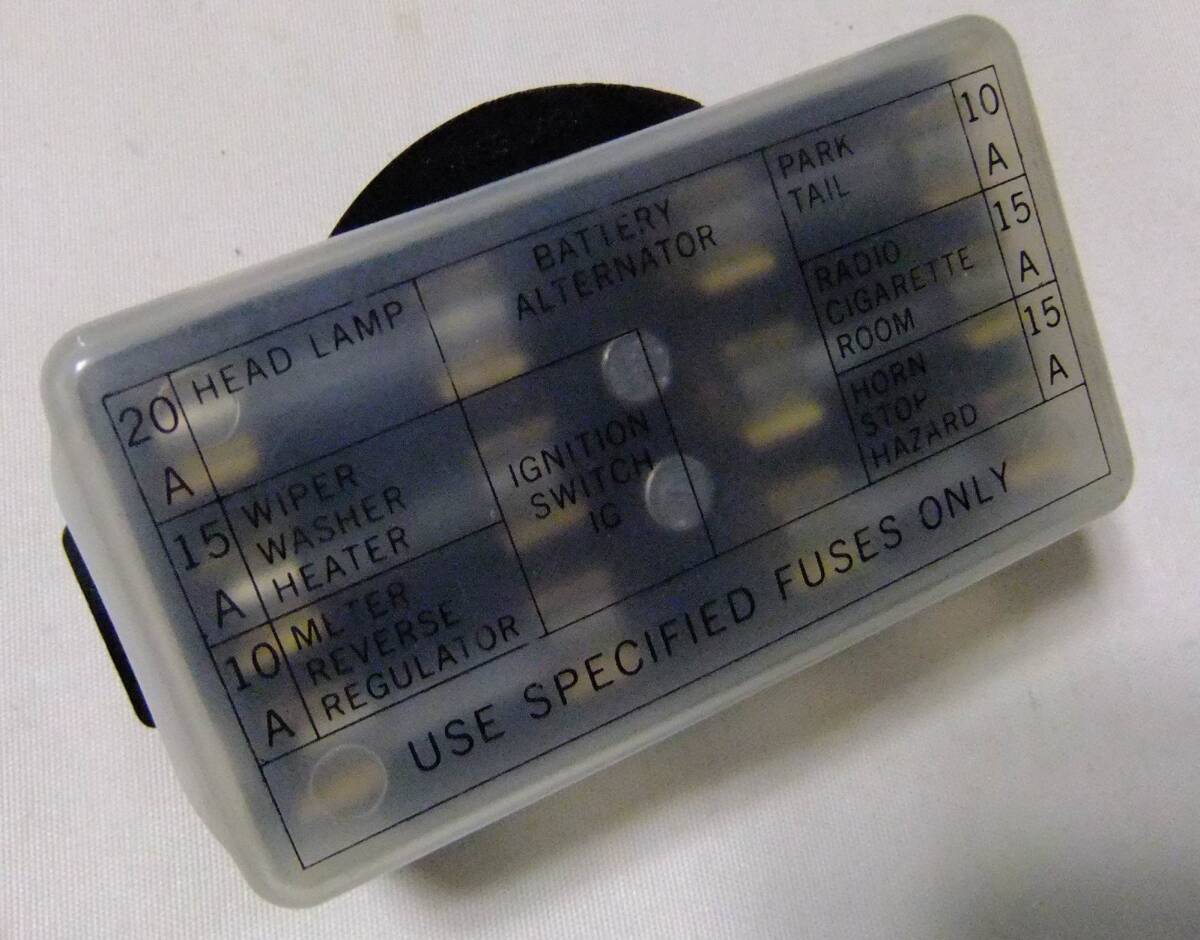 20 A
HEAD LAMP
15 A
WIPER
WASHER
HEATER
10 A
METER
REVERSE
REGULATOR
BATTERY
ALTERNATOR
IGNITION
SWITCH
IG
PARK
TAIL
10 A
RADIO
CIGARETTE
ROOM
15 A
HORN
STOP
HAZARD
15 A
USE SPECIFIED FUSES ONLY